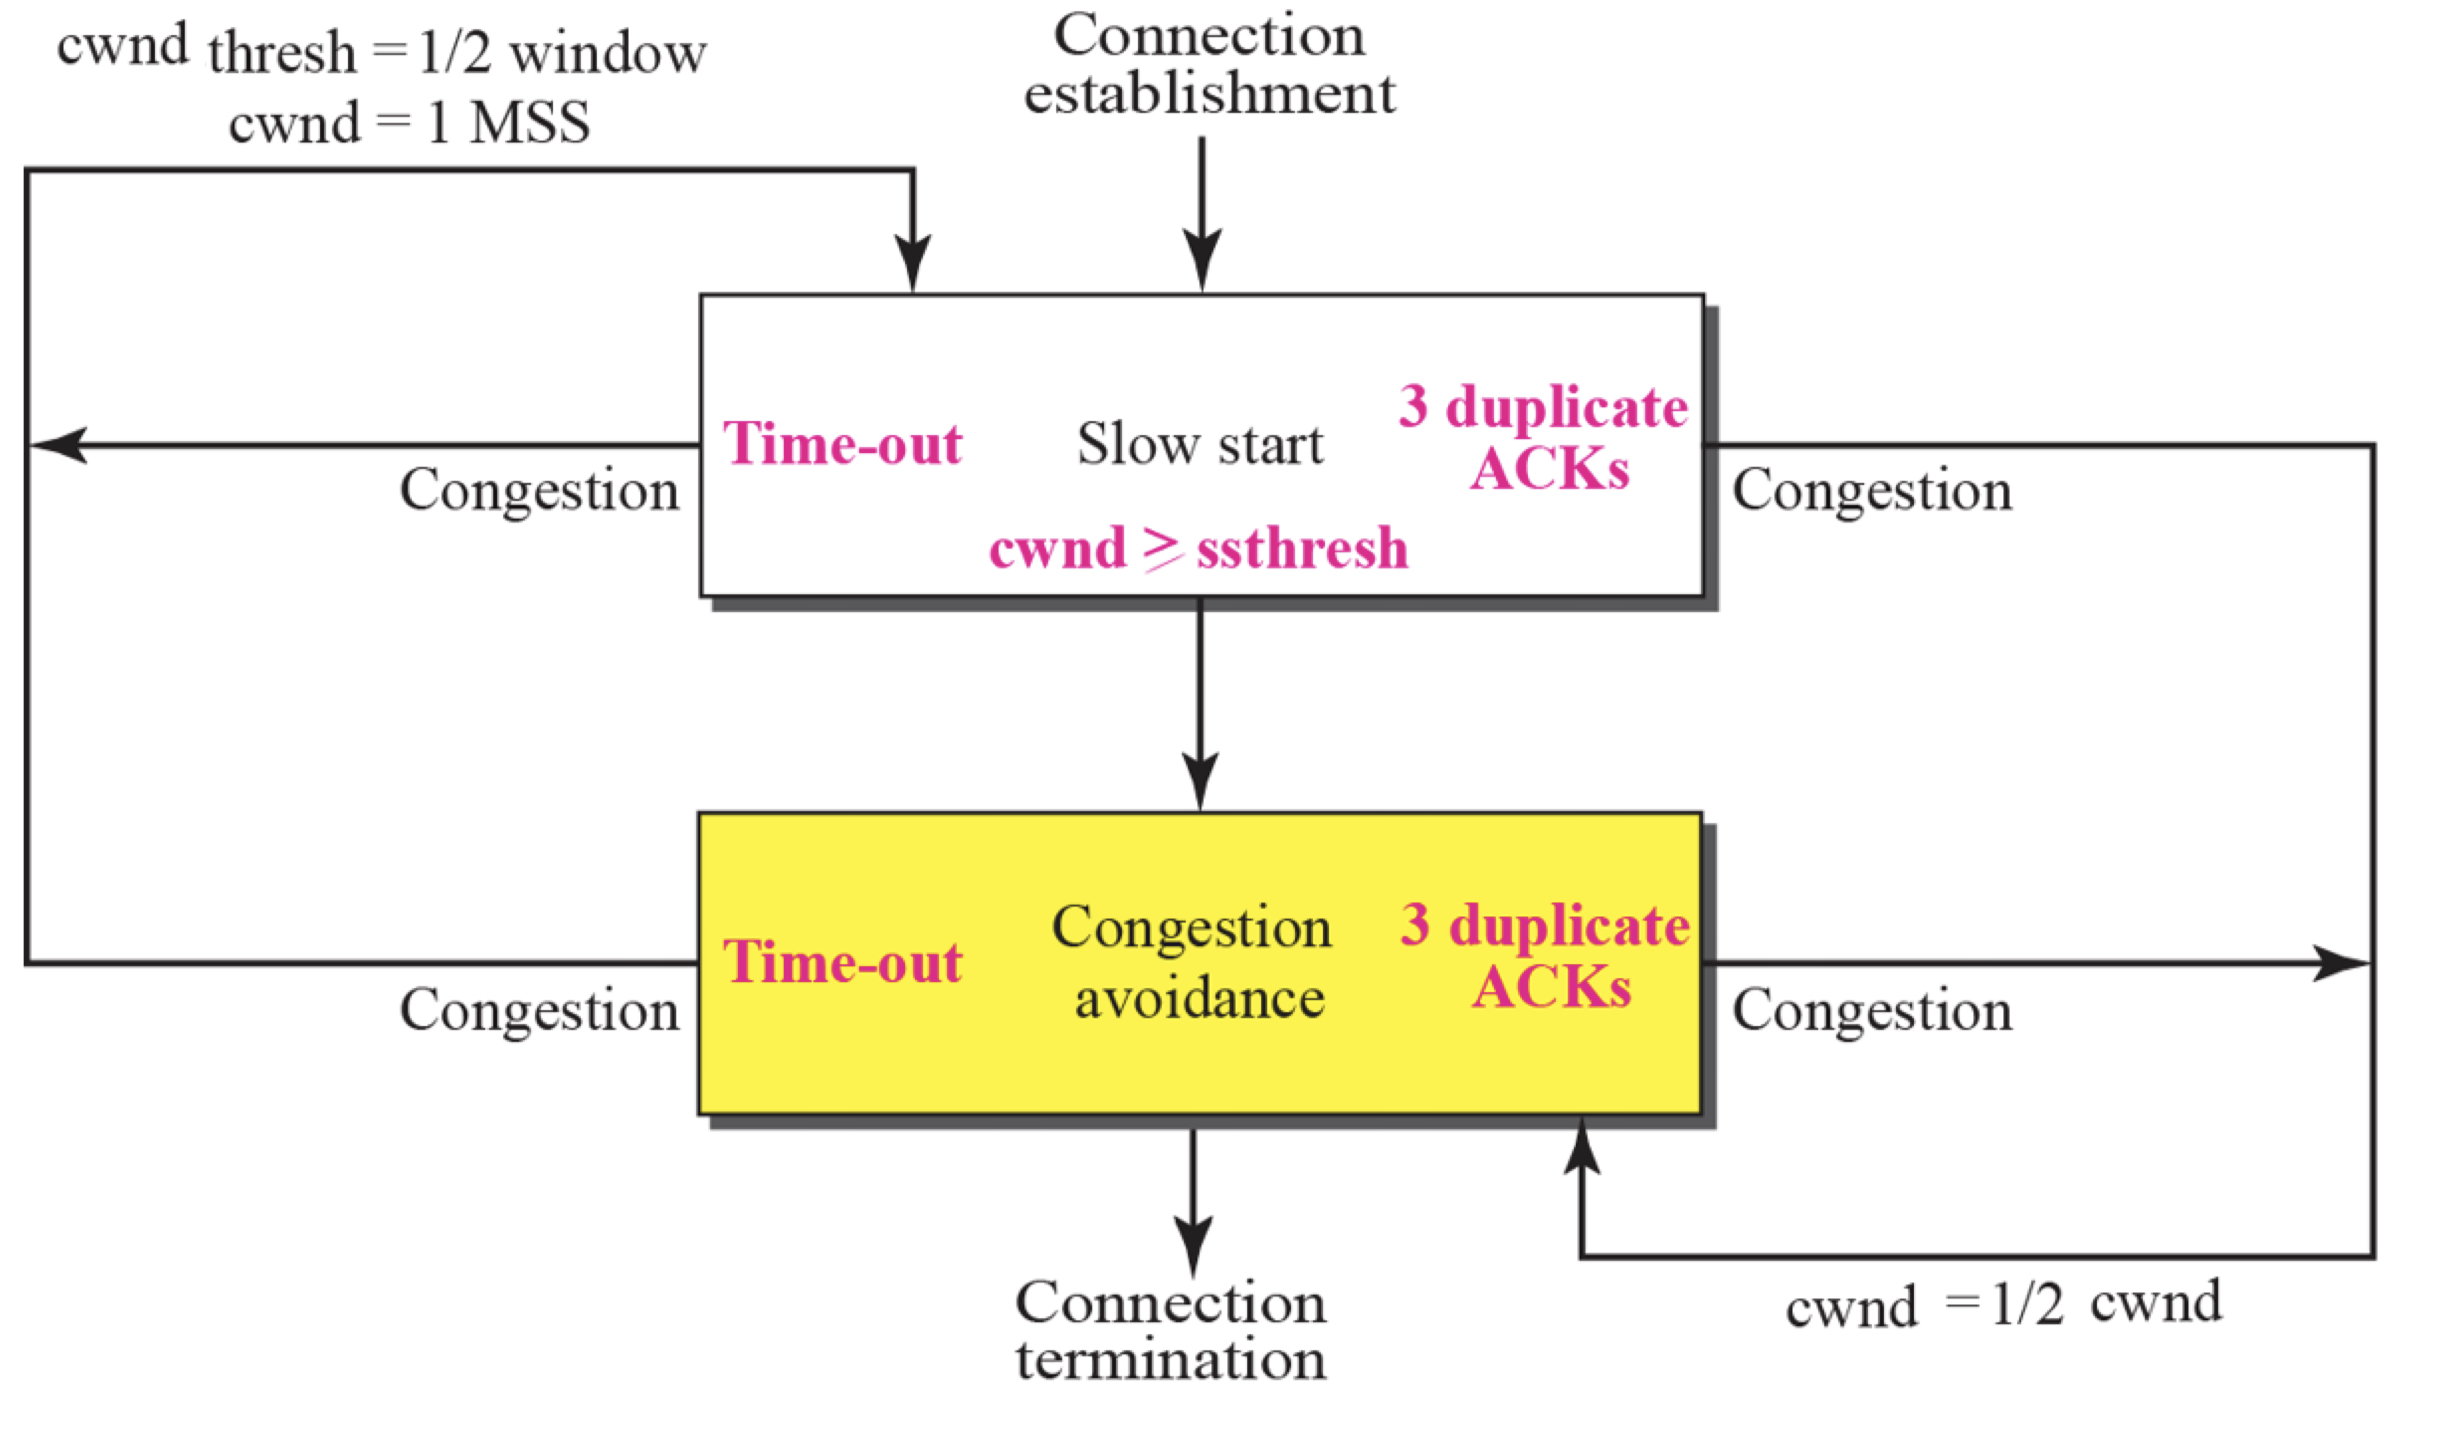 cwnd thresh = 1/2 window
cwnd = 1 MSS
Connection
establishment
Time-out
Slow start
3 duplicate
ACKs
cwnd ≥ ssthresh
Congestion
Congestion
Time-out
Congestion
avoidance
3 duplicate
ACKs
Congestion
Congestion
Connection
termination
cwnd = 1/2 cwnd